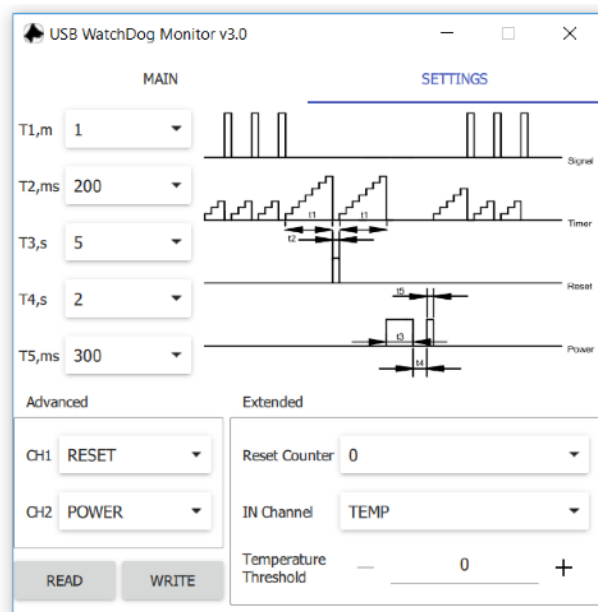 USB WatchDog Monitor v3.0
MAIN SETTINGS
T1,m 1
T2,ms 200
T3,s 5
T4,s 2
T5,ms 300
Signal
Timer
t1 t1
t2
Reset
t5
t3
Power
t4
Advanced
CH1 RESET
CH2 POWER
READ WRITE
Extended
Reset Counter 0
IN Channel TEMP
Temperature
Threshold — 0 +